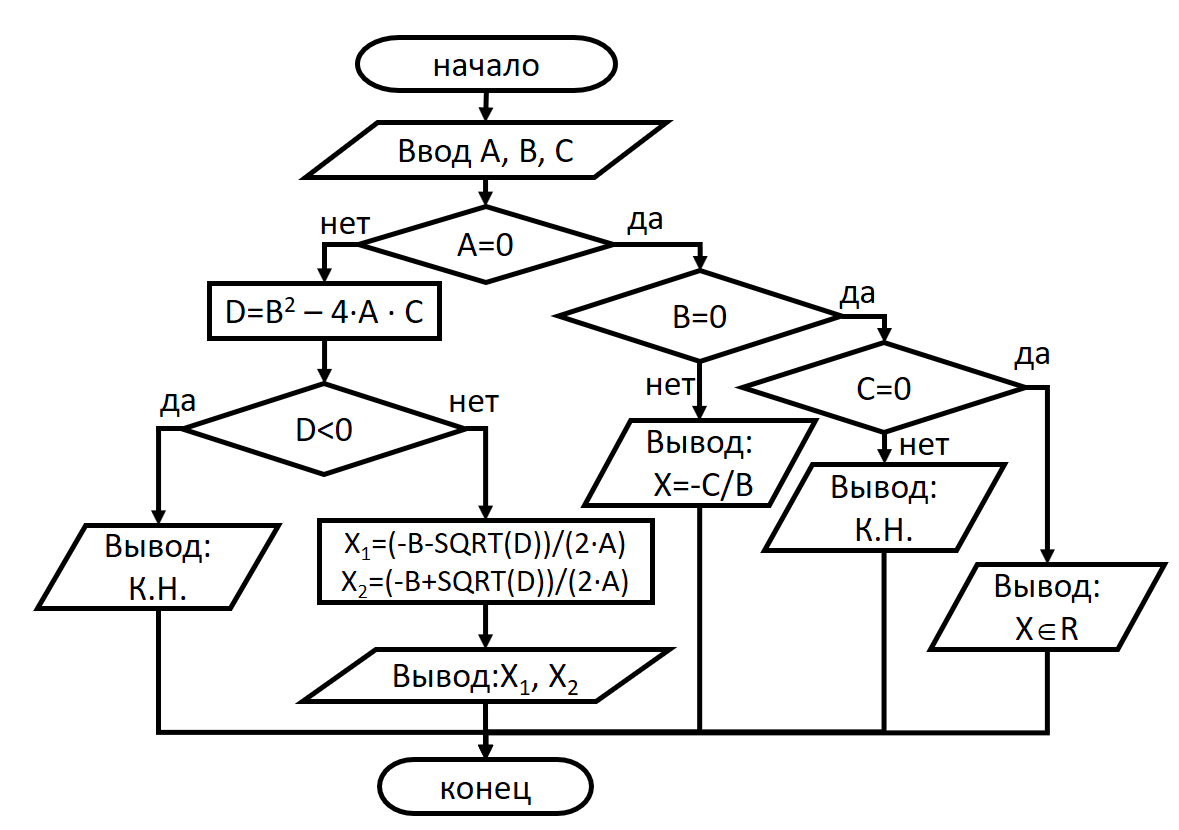 начало
Ввод A, B, C
нет
да
A=0
D=B² – 4·A · C
B=0
да
да
нет
D<0
нет
C=0
да
Вывод:
X=-C/B
нет
Вывод:
К.Н.
Вывод:
К.Н.
X₁=(-B-SQRT(D))/(2·A)
X₂=(-B+SQRT(D))/(2·A)
Вывод:
X∈R
Вывод:X₁, X₂
конец